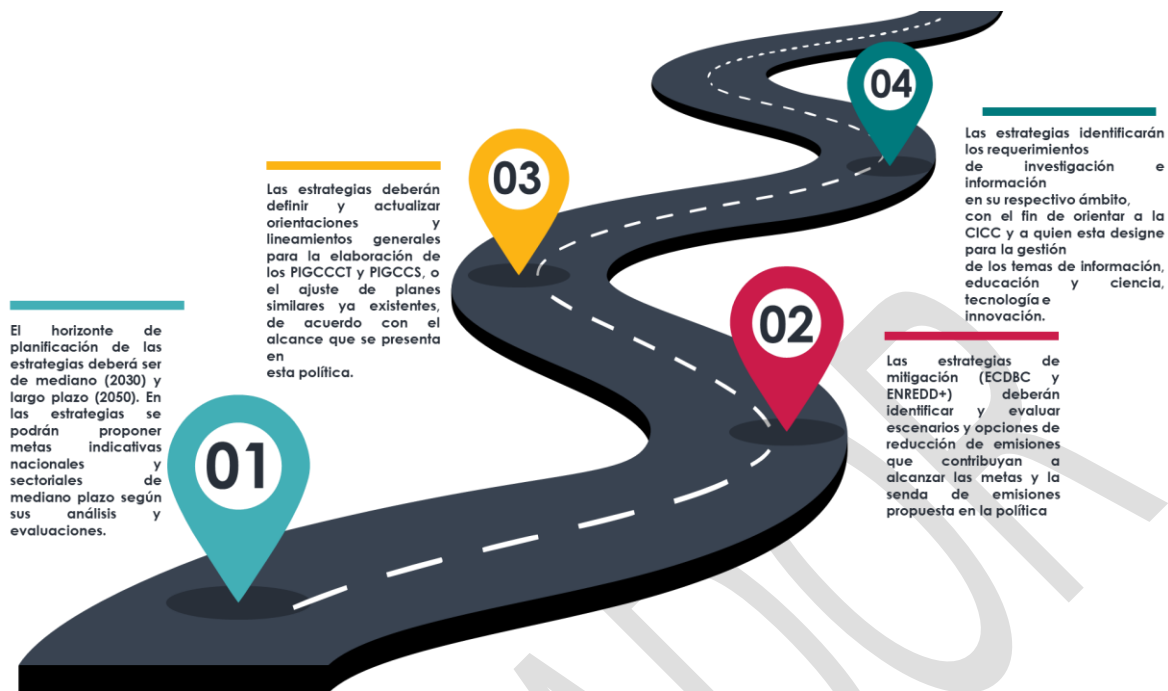 01
El horizonte de
planificación de las
estrategias deberá ser
de mediano (2030) y
largo plazo (2050). En
las estrategias se
podrán proponer
metas indicativas
nacionales y
sectoriales de
mediano plazo según
sus análisis y
evaluaciones.
02
Las estrategias de
mitigación (ECDBC y
ENREDD+) deberán
identificar y evaluar
escenarios y opciones de
reducción de emisiones
que contribuyan a
alcanzar las metas y la
senda de emisiones
propuesta en la política
03
Las estrategias deberán
definir y actualizar
orientaciones y
lineamientos generales
para la elaboración de
los PIGCCCT y PIGCCS, o
el ajuste de planes
similares ya existentes,
de acuerdo con el
alcance que se presenta
en
esta política.
04
Las estrategias identificarán
los requerimientos
de investigación e
información
en su respectivo ámbito,
con el fin de orientar a la
CICC y a quien esta designe
para la gestión
de los temas de información,
educación y ciencia,
tecnología e
innovación.